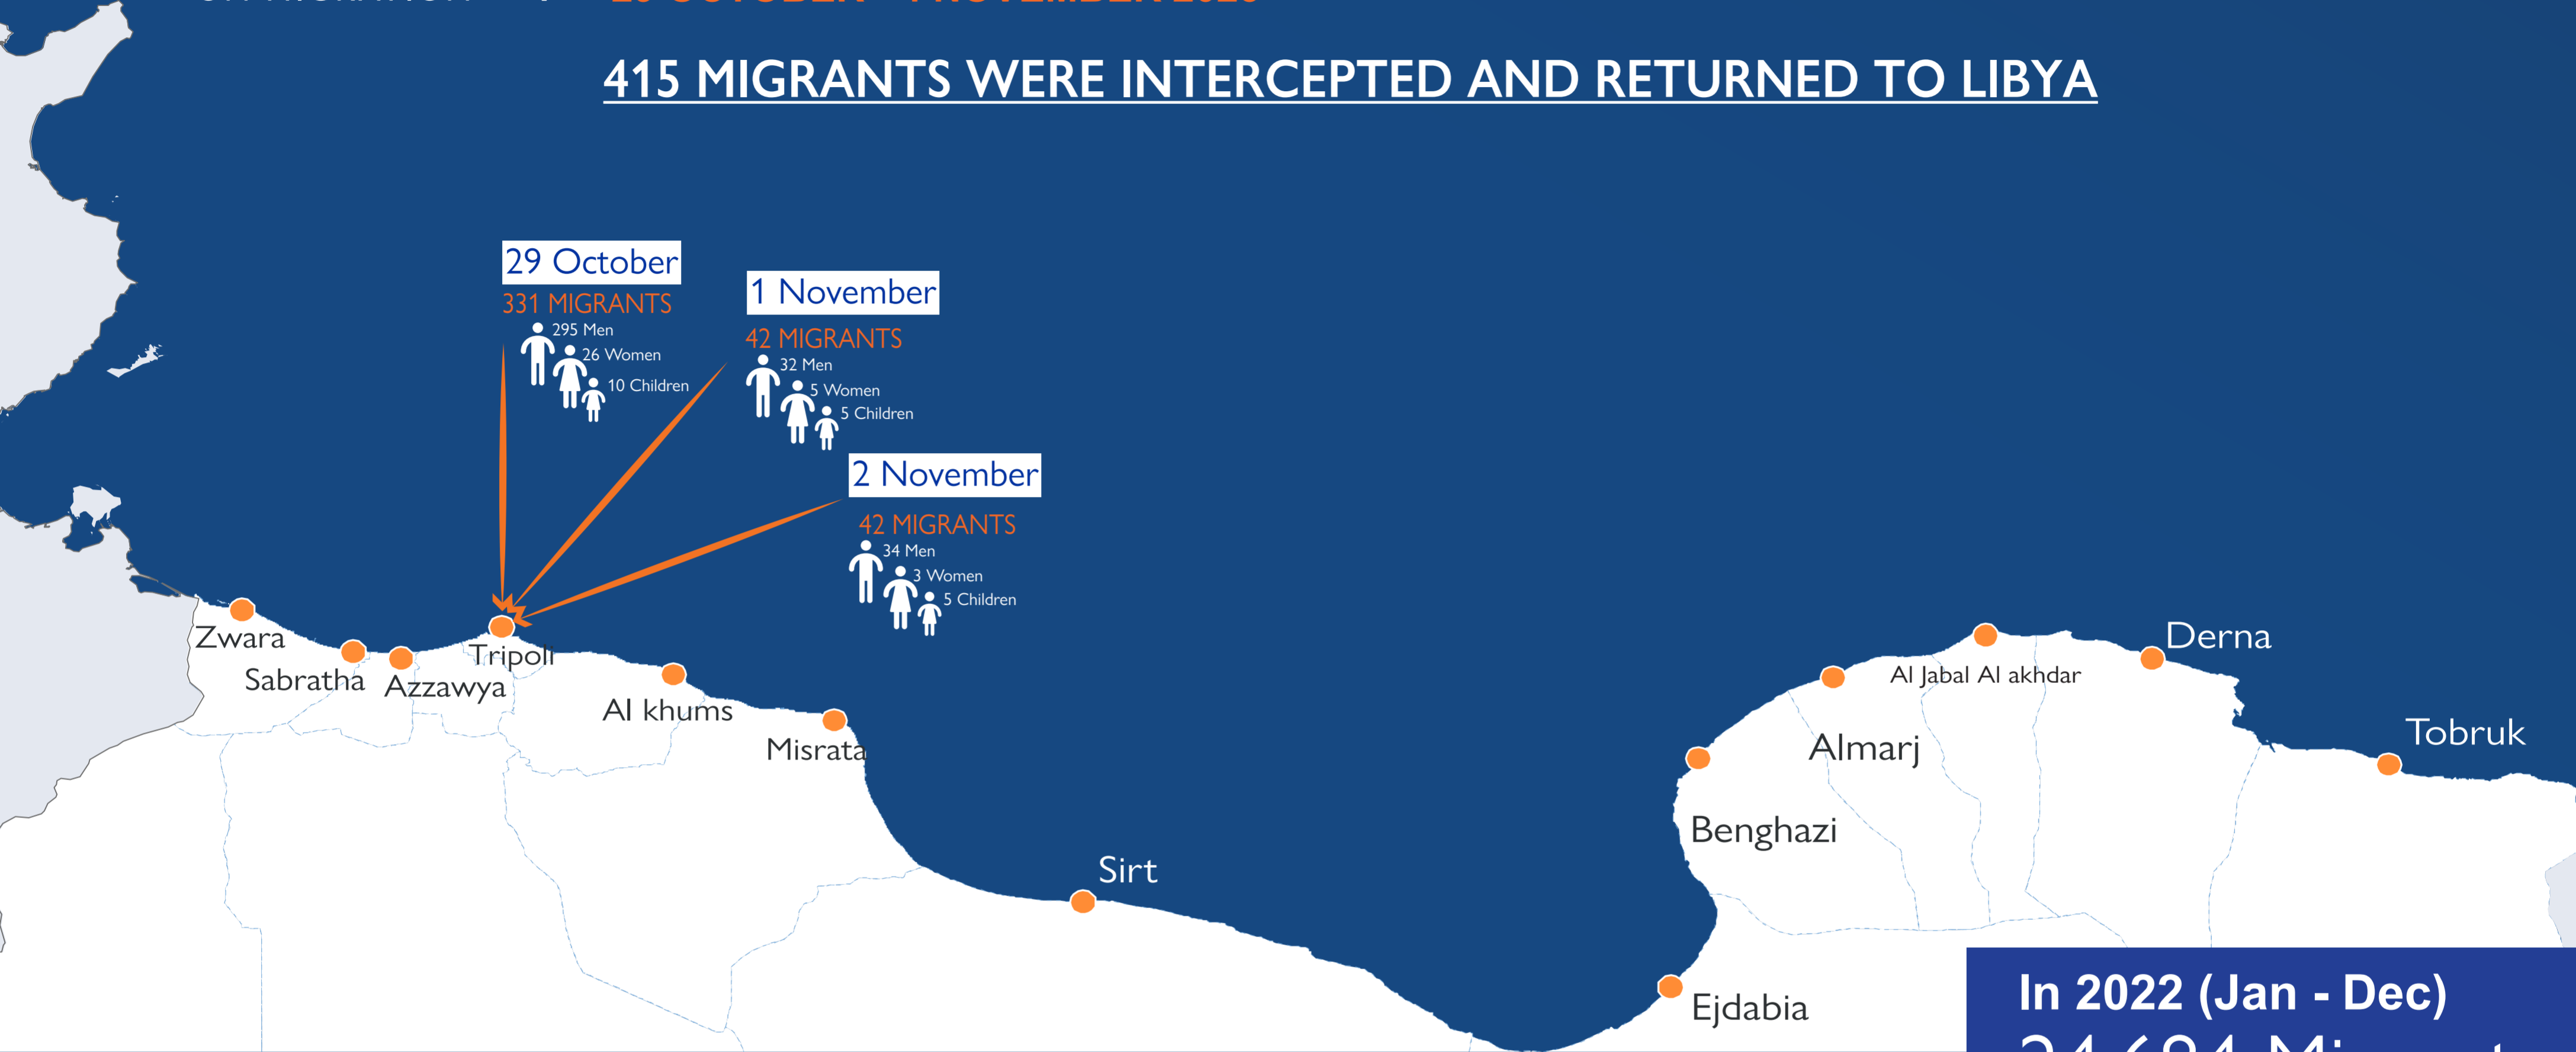 415 MIGRANTS WERE INTERCEPTED AND RETURNED TO LIBYA
29 October
331 MIGRANTS
295 Men
26 Women
10 Children
1 November
42 MIGRANTS
32 Men
5 Women
5 Children
2 November
42 MIGRANTS
34 Men
3 Women
5 Children
Zwara
Sabratha
Azzawya
Tripoli
Al khums
Misrata
Sirt
Ejdabia
Benghazi
Almarj
Al Jabal Al akhdar
Derna
Tobruk
In 2022 (Jan - Dec)